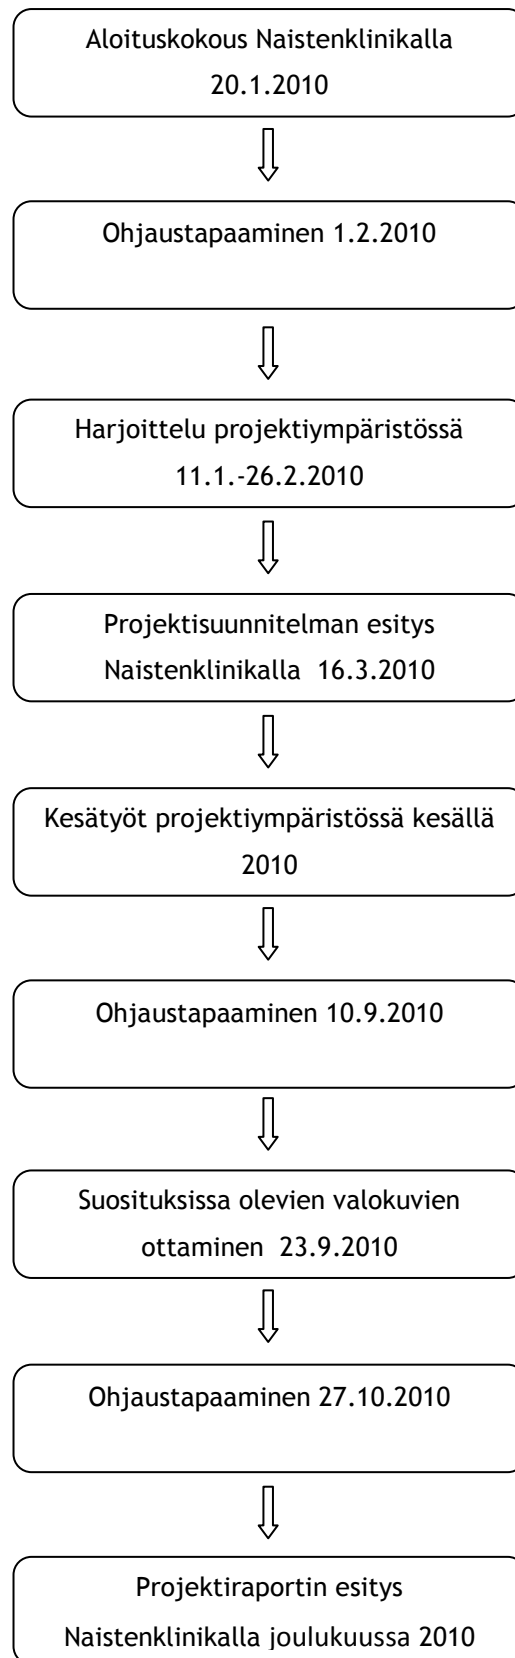 Aloituskokous Naistenklinikalla
20.1.2010
Ohjaustapaaminen 1.2.2010
Harjoittelu projektiympäristössä
11.1.-26.2.2010
Projektisuunnitelman esitys
Naistenklinikalla 16.3.2010
Kesätyöt projektiympäristössä kesällä
2010
Ohjaustapaaminen 10.9.2010
Suosituksissa olevien valokuvien
ottaminen 23.9.2010
Ohjaustapaaminen 27.10.2010
Projektiraportin esitys
Naistenklinikalla joulukuussa 2010